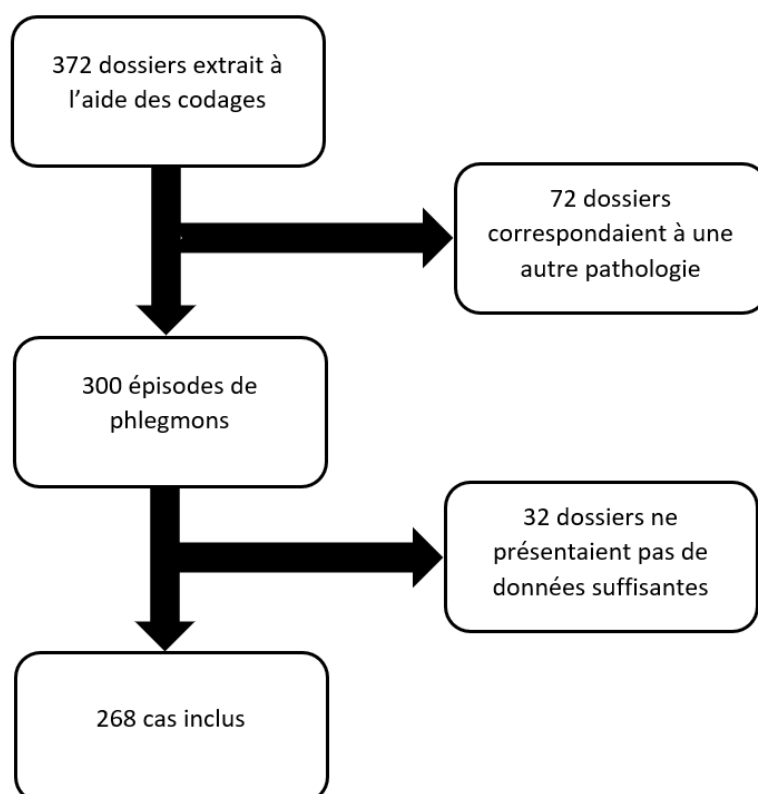 372 dossiers extrait à
l’aide des codages
72 dossiers
correspondaient à une
autre pathologie
300 épisodes de
phlegmons
32 dossiers ne
présentaient pas de
données suffisantes
268 cas inclus